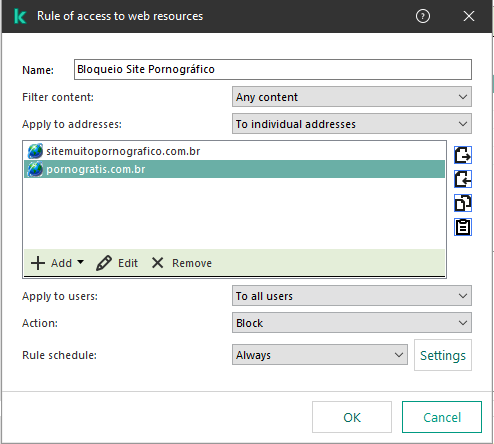 Rule of access to web resources
Name: Bloqueio Site Pornográfico
Filter content: Any content
Apply to addresses: To individual addresses
sitemuitopornografico.com.br
pornogratis.com.br
Add Edit Remove
Apply to users: To all users
Action: Block
Rule schedule: Always Settings
OK Cancel